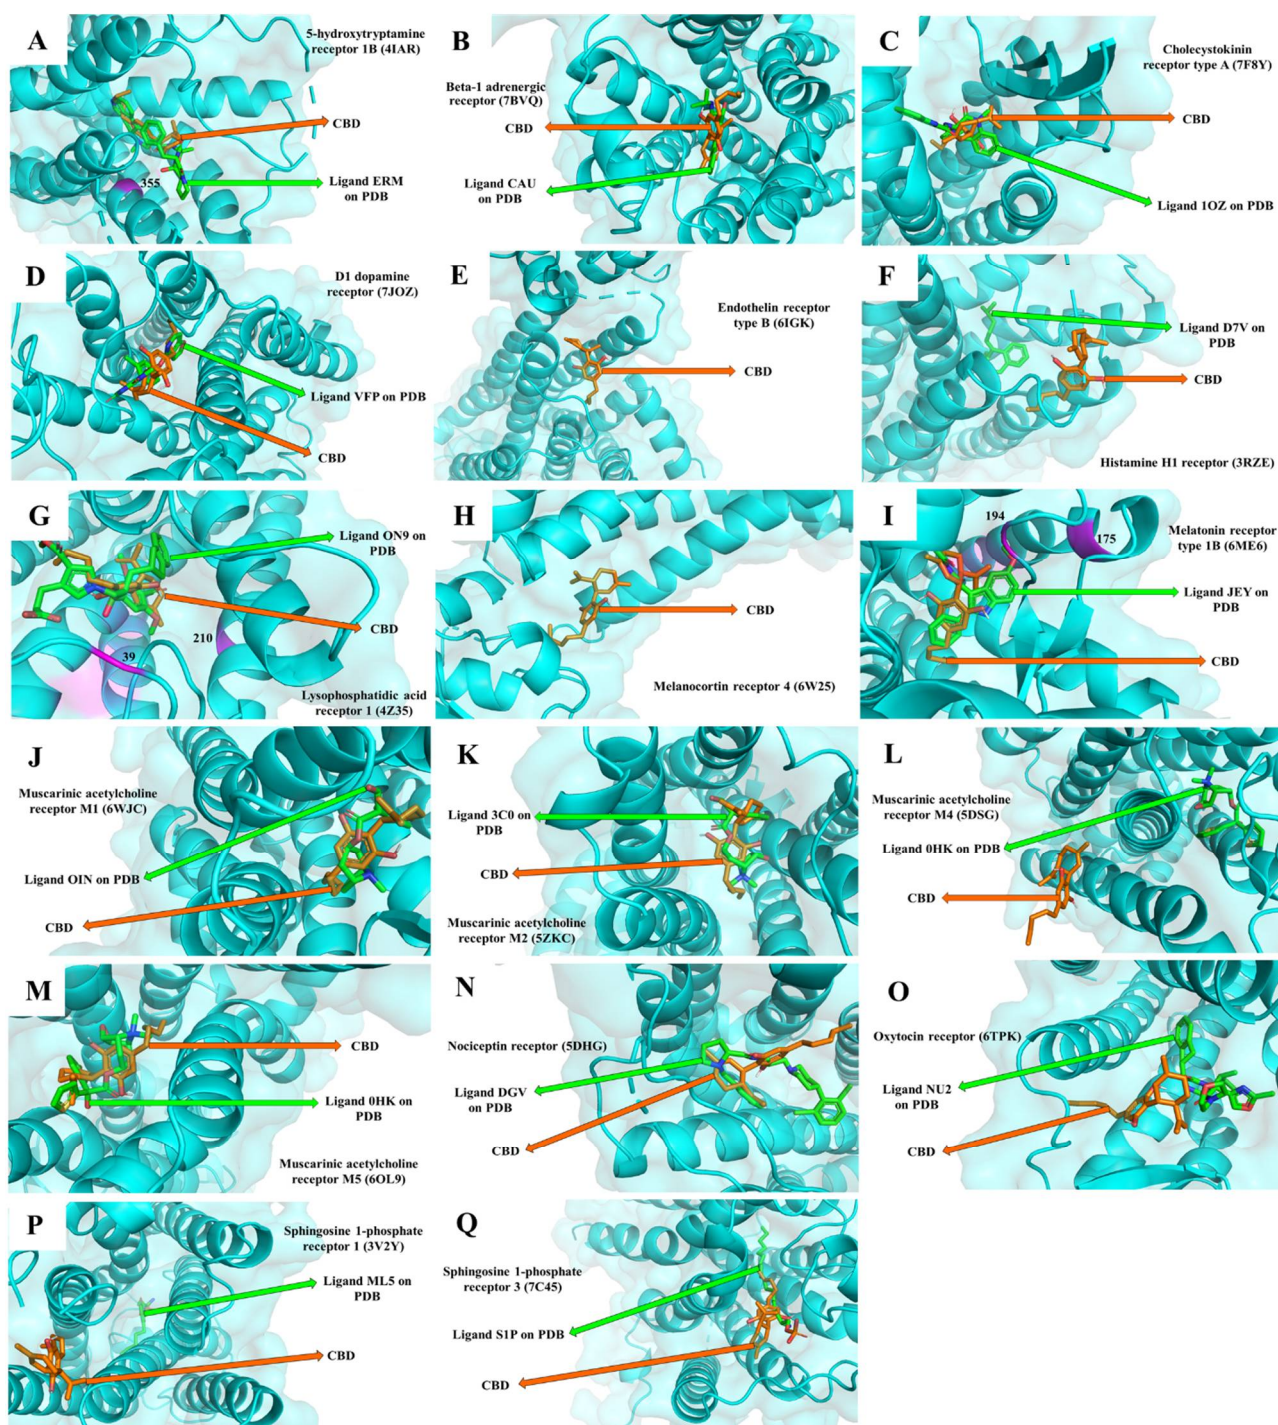 A
5-hydroxytryptamine
receptor 1B (4IAR)
CBD
355
Ligand ERM
on PDB
B
Beta-1 adrenergic
receptor (7BVQ)
CBD
Ligand CAU
on PDB
C
Cholecystokinin
receptor type A (7F8Y)
CBD
Ligand 1OZ on PDB
D
D1 dopamine
receptor (7JOZ)
Ligand VFP on PDB
CBD
E
Endothelin receptor
type B (6IGK)
CBD
F
Ligand D7V on
PDB
CBD
Histamine H1 receptor (3RZE)
G
Ligand ON9 on
PDB
CBD
210
39
Lysophosphatidic acid
receptor 1 (4Z35)
H
CBD
Melanocortin receptor 4 (6W25)
I
194
175
Melatonin receptor
type 1B (6ME6)
Ligand JEY on
PDB
CBD
J
Muscarinic acetylcholine
receptor M1 (6WJC)
Ligand OIN on PDB
CBD
K
Ligand 3C0 on
PDB
CBD
Muscarinic acetylcholine
receptor M2 (5ZKC)
L
Muscarinic acetylcholine
receptor M4 (5DSG)
Ligand 0HK on PDB
CBD
M
CBD
Ligand 0HK on
PDB
Muscarinic acetylcholine
receptor M5 (6OL9)
N
Nociceptin receptor (5DHG)
Ligand DGV
on PDB
CBD
O
Oxytocin receptor (6TPK)
Ligand NU2
on PDB
CBD
P
Sphingosine 1-phosphate
receptor 1 (3V2Y)
Ligand ML5 on
PDB
CBD
Q
Sphingosine 1-phosphate
receptor 3 (7C45)
Ligand S1P on PDB
CBD